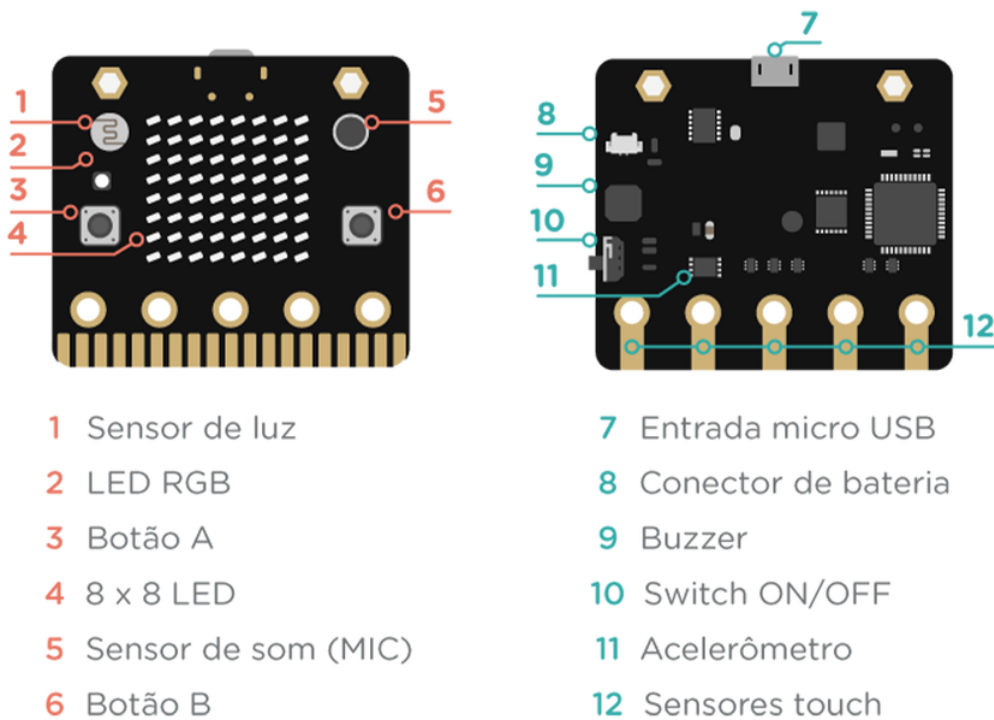 7
1
2
3
4
5
6
8
9
10
11
12
1 Sensor de luz
2 LED RGB
3 Botão A
4 8 x 8 LED
5 Sensor de som (MIC)
6 Botão B
7 Entrada micro USB
8 Conector de bateria
9 Buzzer
10 Switch ON/OFF
11 Acelerômetro
12 Sensores touch